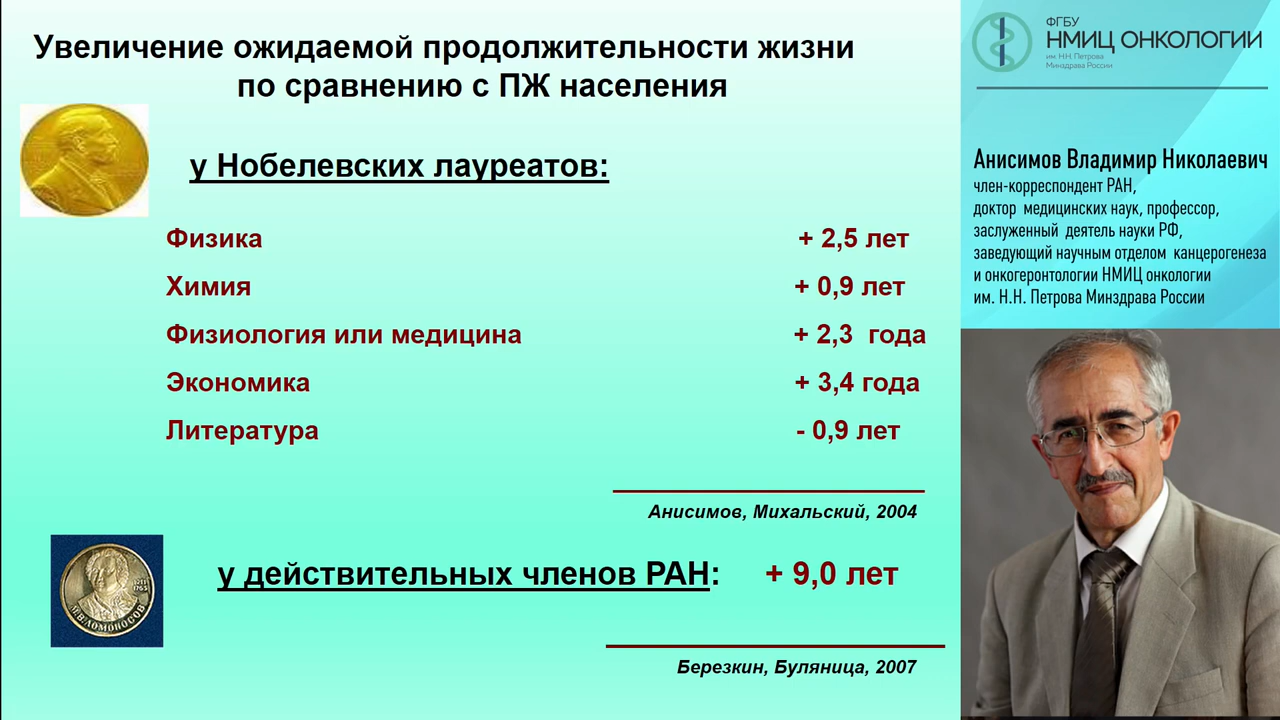 Увеличение ожидаемой продолжительности жизни
по сравнению с ПЖ населения
у Нобелевских лауреатов:
Физика + 2,5 лет
Химия + 0,9 лет
Физиология или медицина + 2,3 года
Экономика + 3,4 года
Литература - 0,9 лет
Анисимов, Михальский, 2004
у действительных членов РАН: + 9,0 лет
1711
1765
М.В.ЛОМОНОСОВ
Березкин, Буляница, 2007
ФГБУ
НМИЦ ОНКОЛОГИИ
им. Н.Н. Петрова
Минздрава России
Анисимов Владимир Николаевич
член-корреспондент РАН,
доктор медицинских наук, профессор,
заслуженный деятель науки РФ,
заведующий научным отделом канцерогенеза
и онкогеронтологии НМИЦ онкологии
им. Н.Н. Петрова Минздрава России